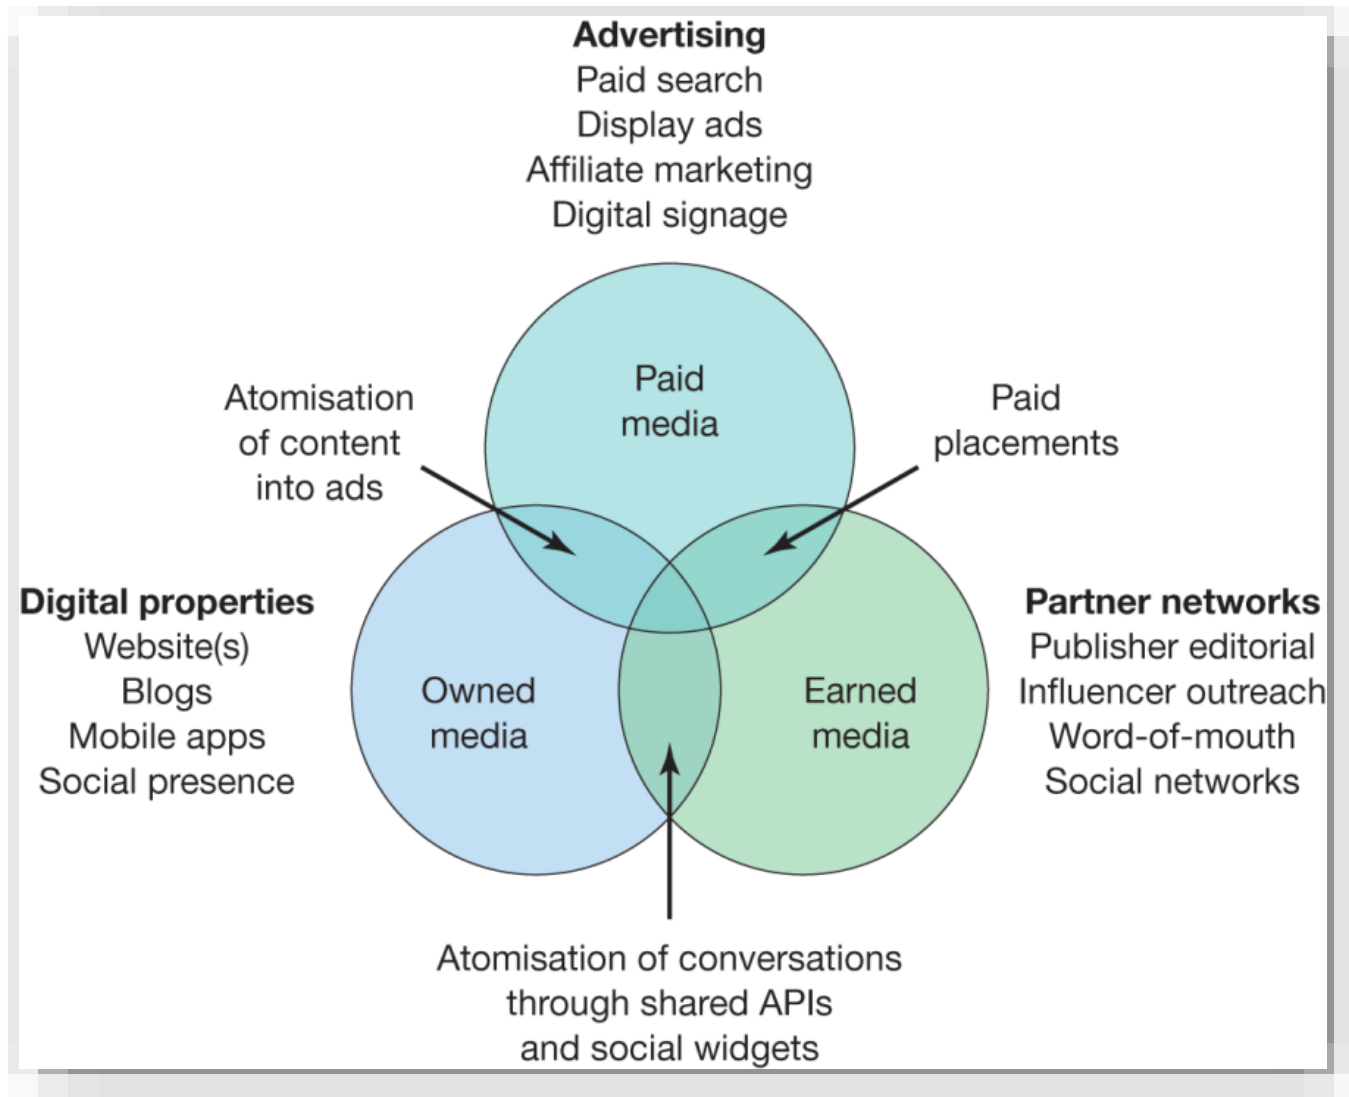 Advertising
Paid search
Display ads
Affiliate marketing
Digital signage
Paid
media
Atomisation
of content
into ads
Paid
placements
Digital properties
Website(s)
Blogs
Mobile apps
Social presence
Owned
media
Earned
media
Partner networks
Publisher editorial
Influencer outreach
Word-of-mouth
Social networks
Atomisation of conversations
through shared APIs
and social widgets